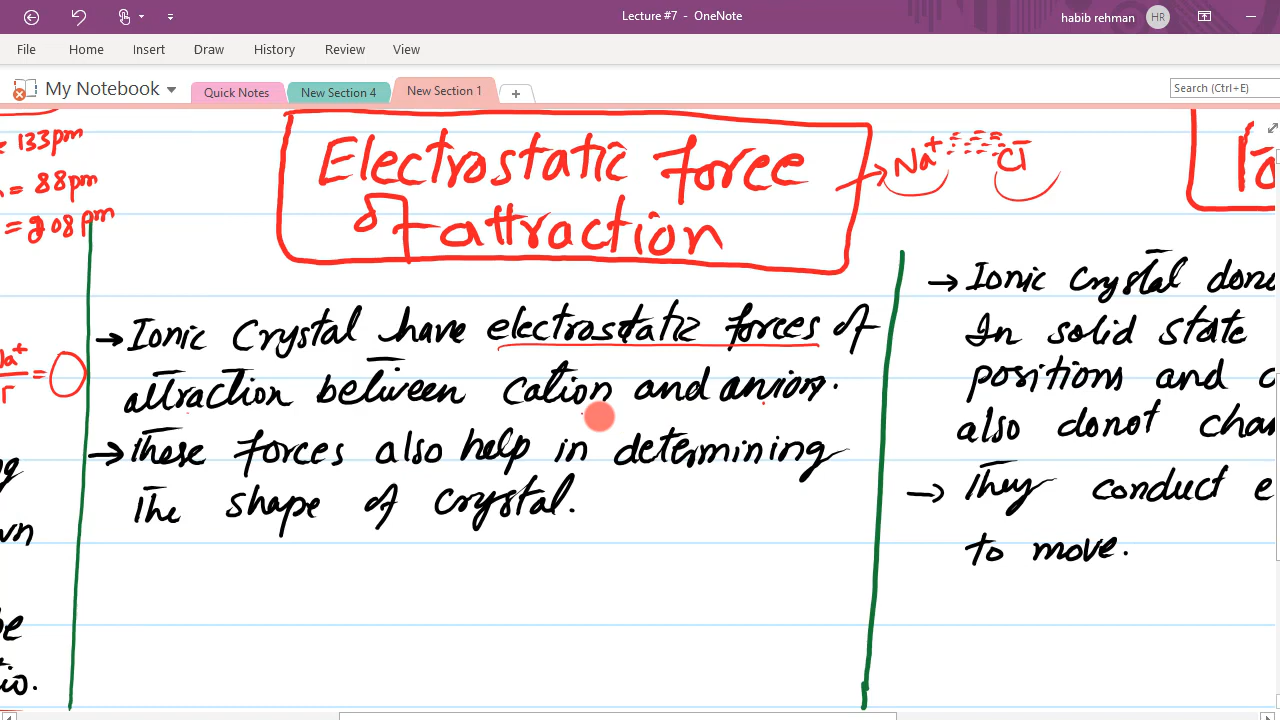 Lecture #7 - OneNote
habib rehman
HR
File Home Insert Draw History Review View
My Notebook
Quick Notes
New Section 4
New Section 1
Search (Ctrl+E)
133pm
= 88pm
= 208pm
Electrostatic force
of attraction
Na+ Cl-
Ionic Crystal have electrostatic forces of
attraction between cation and anion.
These forces also help in determining
the shape of crystal.
Ionic Crystal
In solid state
positions and
also donot
They conduct
to move.